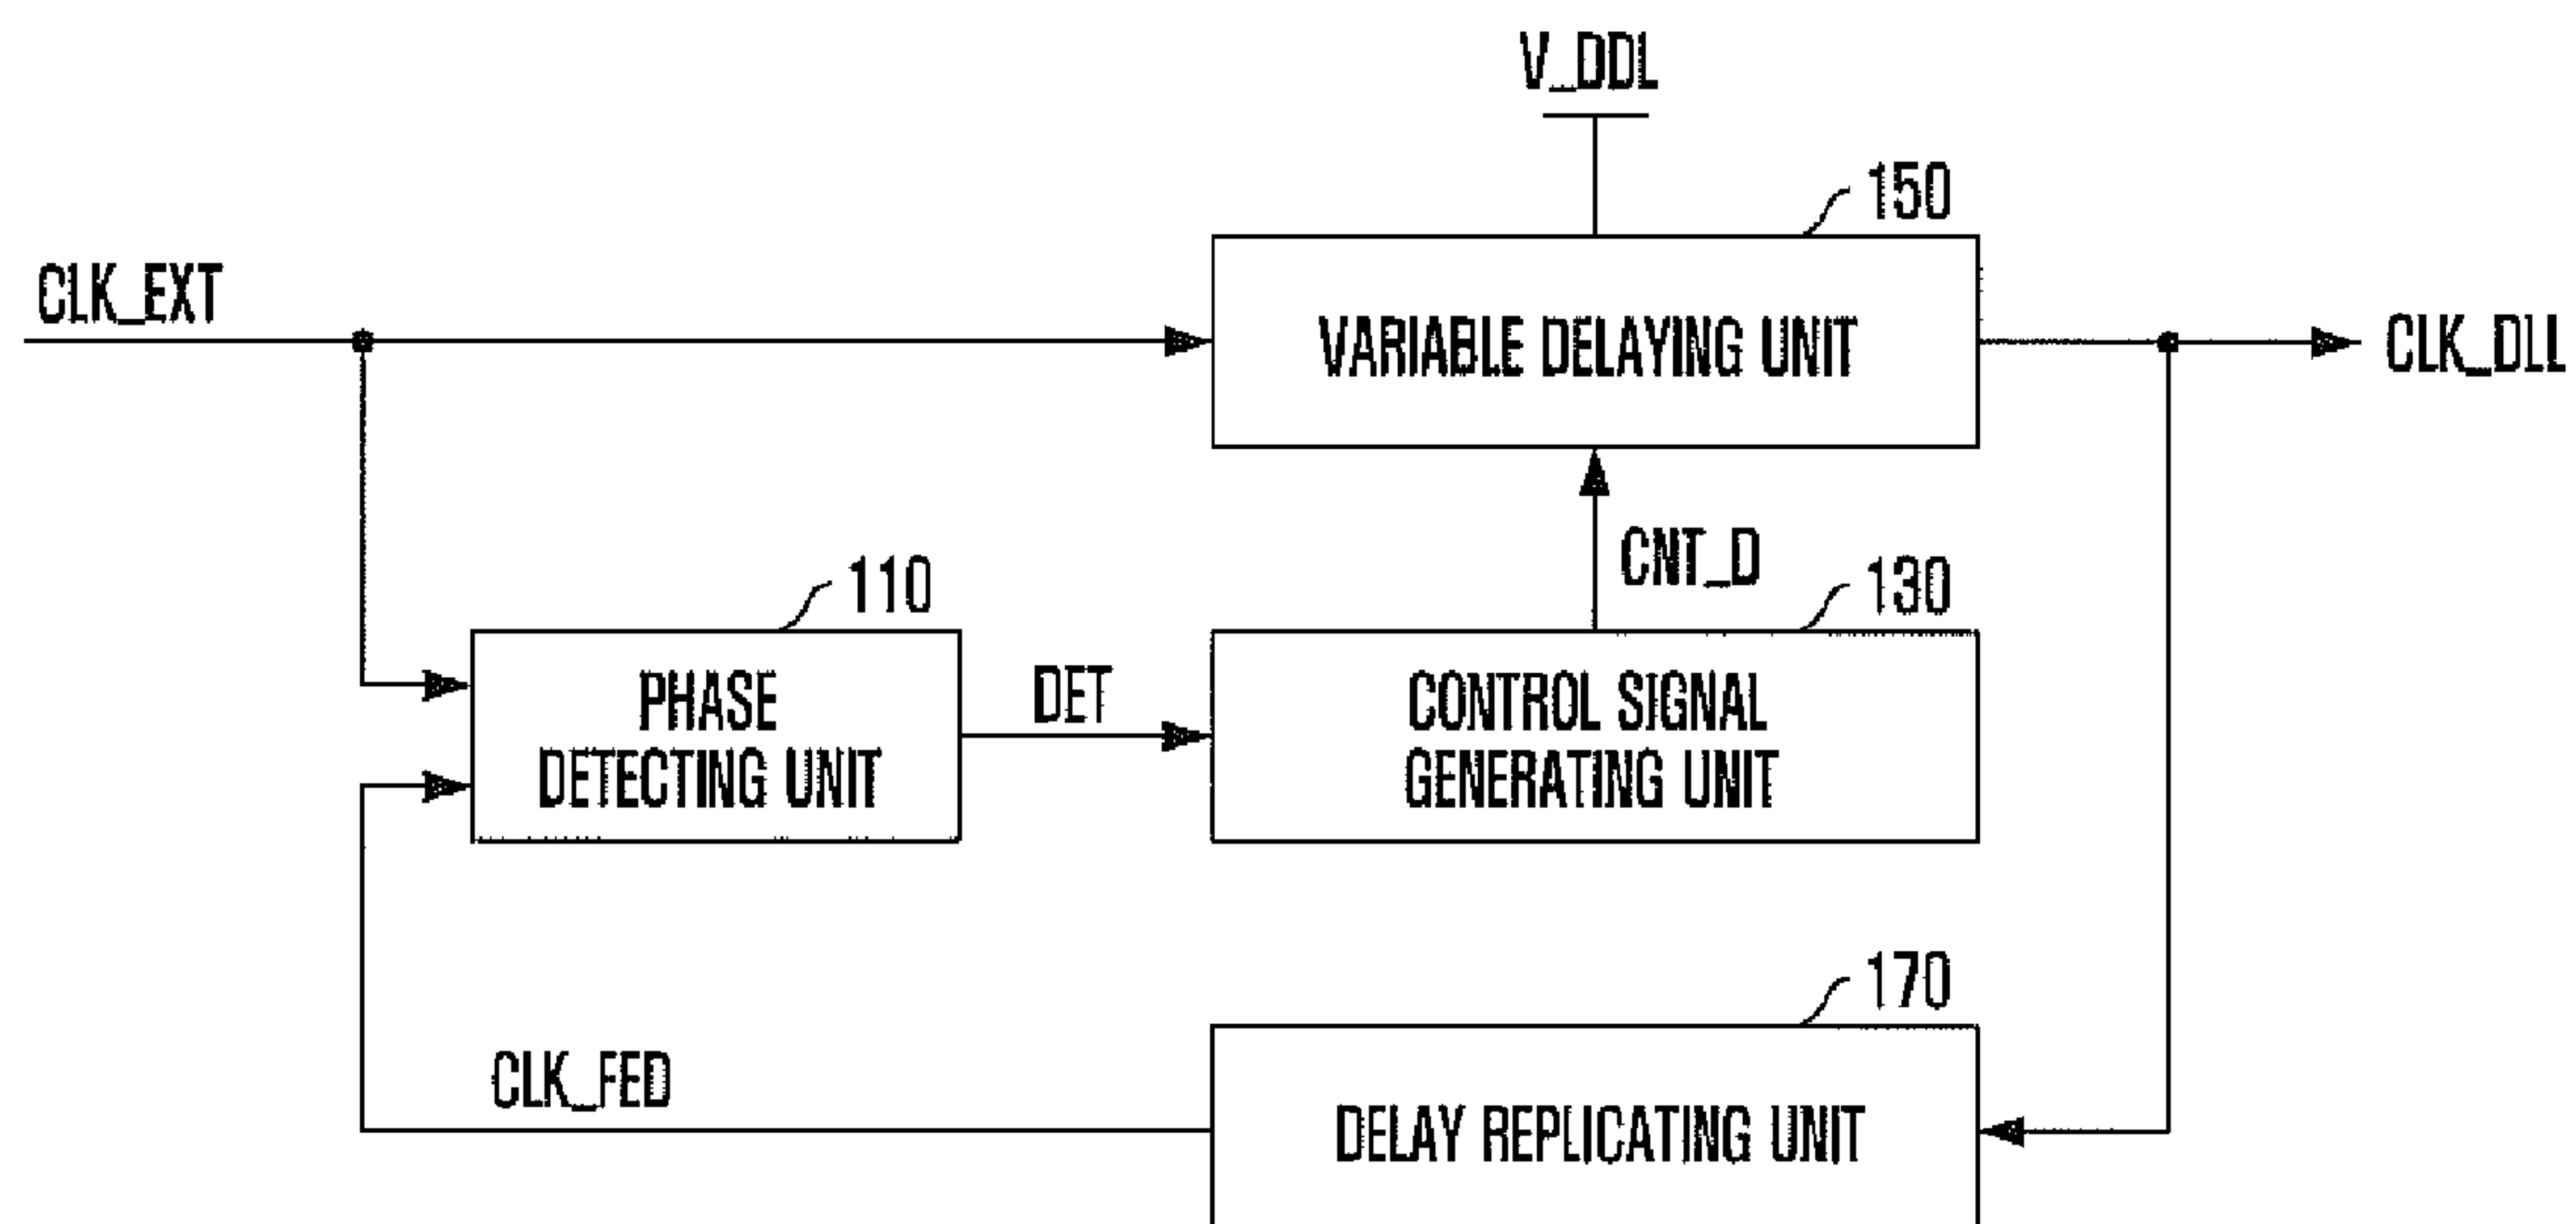 V_DDL
150
CLK_EXT
VARIABLE DELAYING UNIT
CLK_DLL
CNT_D
110
130
PHASE
DETECTING UNIT
DET
CONTROL SIGNAL
GENERATING UNIT
170
CLK_FED
DELAY REPLICATING UNIT